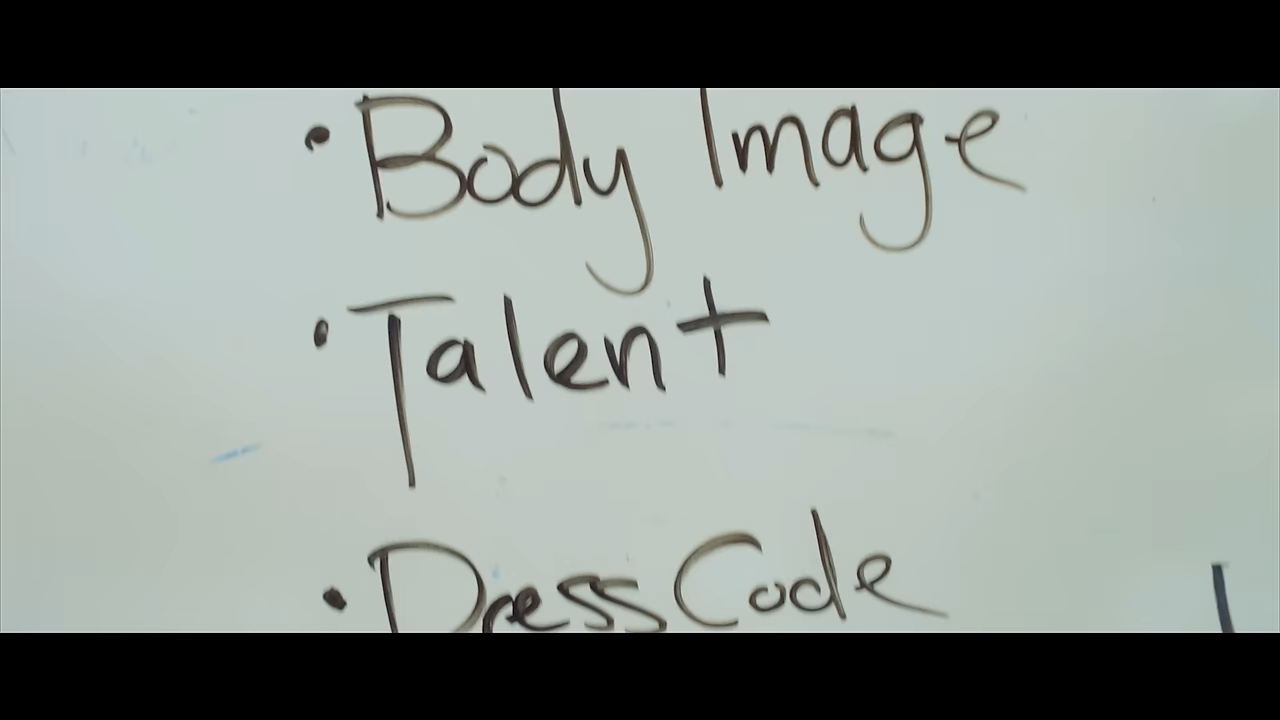 • Body Image
• Talent
• Dress Code